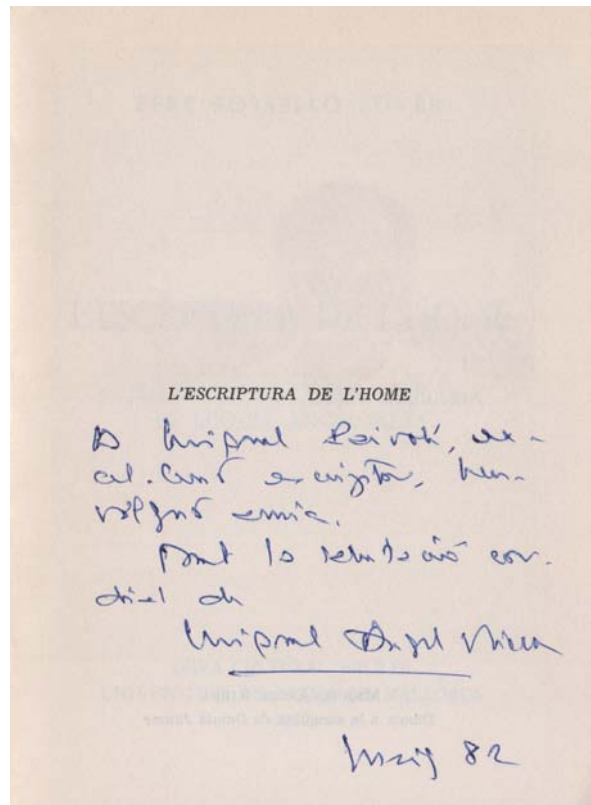 L'ESCRIPTURA DE L'HOME
A Miquel Pairolí, ex-
cel·lent escriptor, ben-
volgut amic.
Amb la salutació cor-
dial de
Miquel Àngel Riera
Maig 82